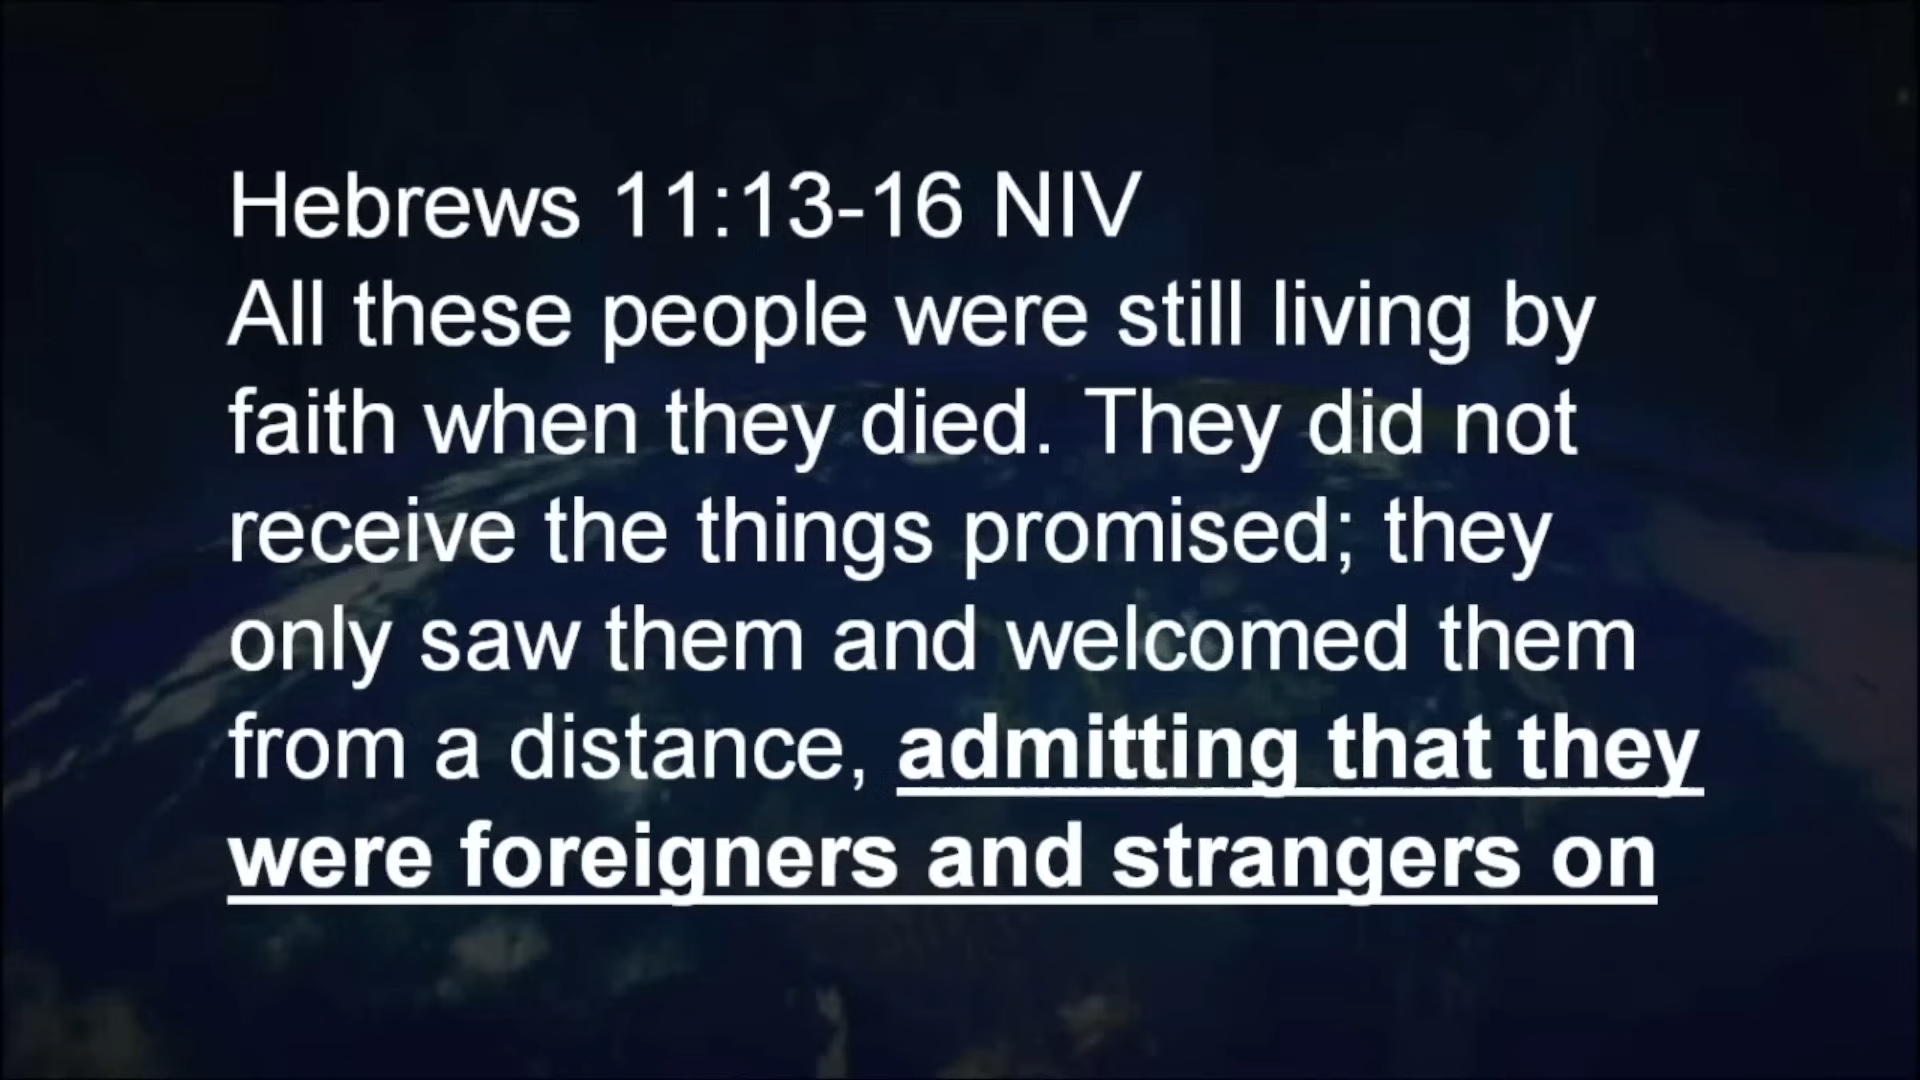 Hebrews 11:13-16 NIV
All these people were still living by
faith when they died. They did not
receive the things promised; they
only saw them and welcomed them
from a distance, admitting that they
were foreigners and strangers on